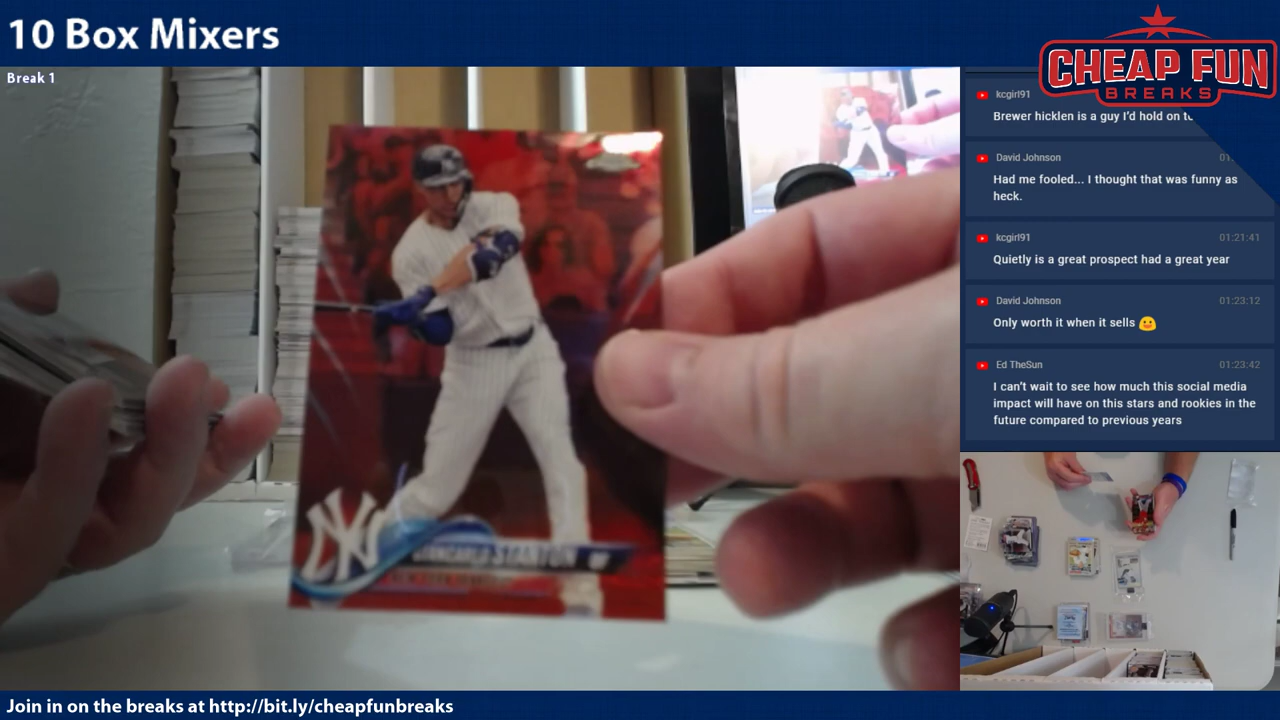 10 Box Mixers
Break 1
CHEAP FUN
BREAKS
kcgirl91
Brewer hicklen is a guy I'd hold on to
David Johnson
01:
Had me fooled... I thought that was funny as
heck.
kcgirl91 01:21:41
Quietly is a great prospect had a great year
David Johnson 01:23:12
Only worth it when it sells 😛
Ed TheSun 01:23:42
I can't wait to see how much this social media
impact will have on this stars and rookies in the
future compared to previous years
NY
GIANCARLO STANTON
Join in on the breaks at http://bit.ly/cheapfunbreaks